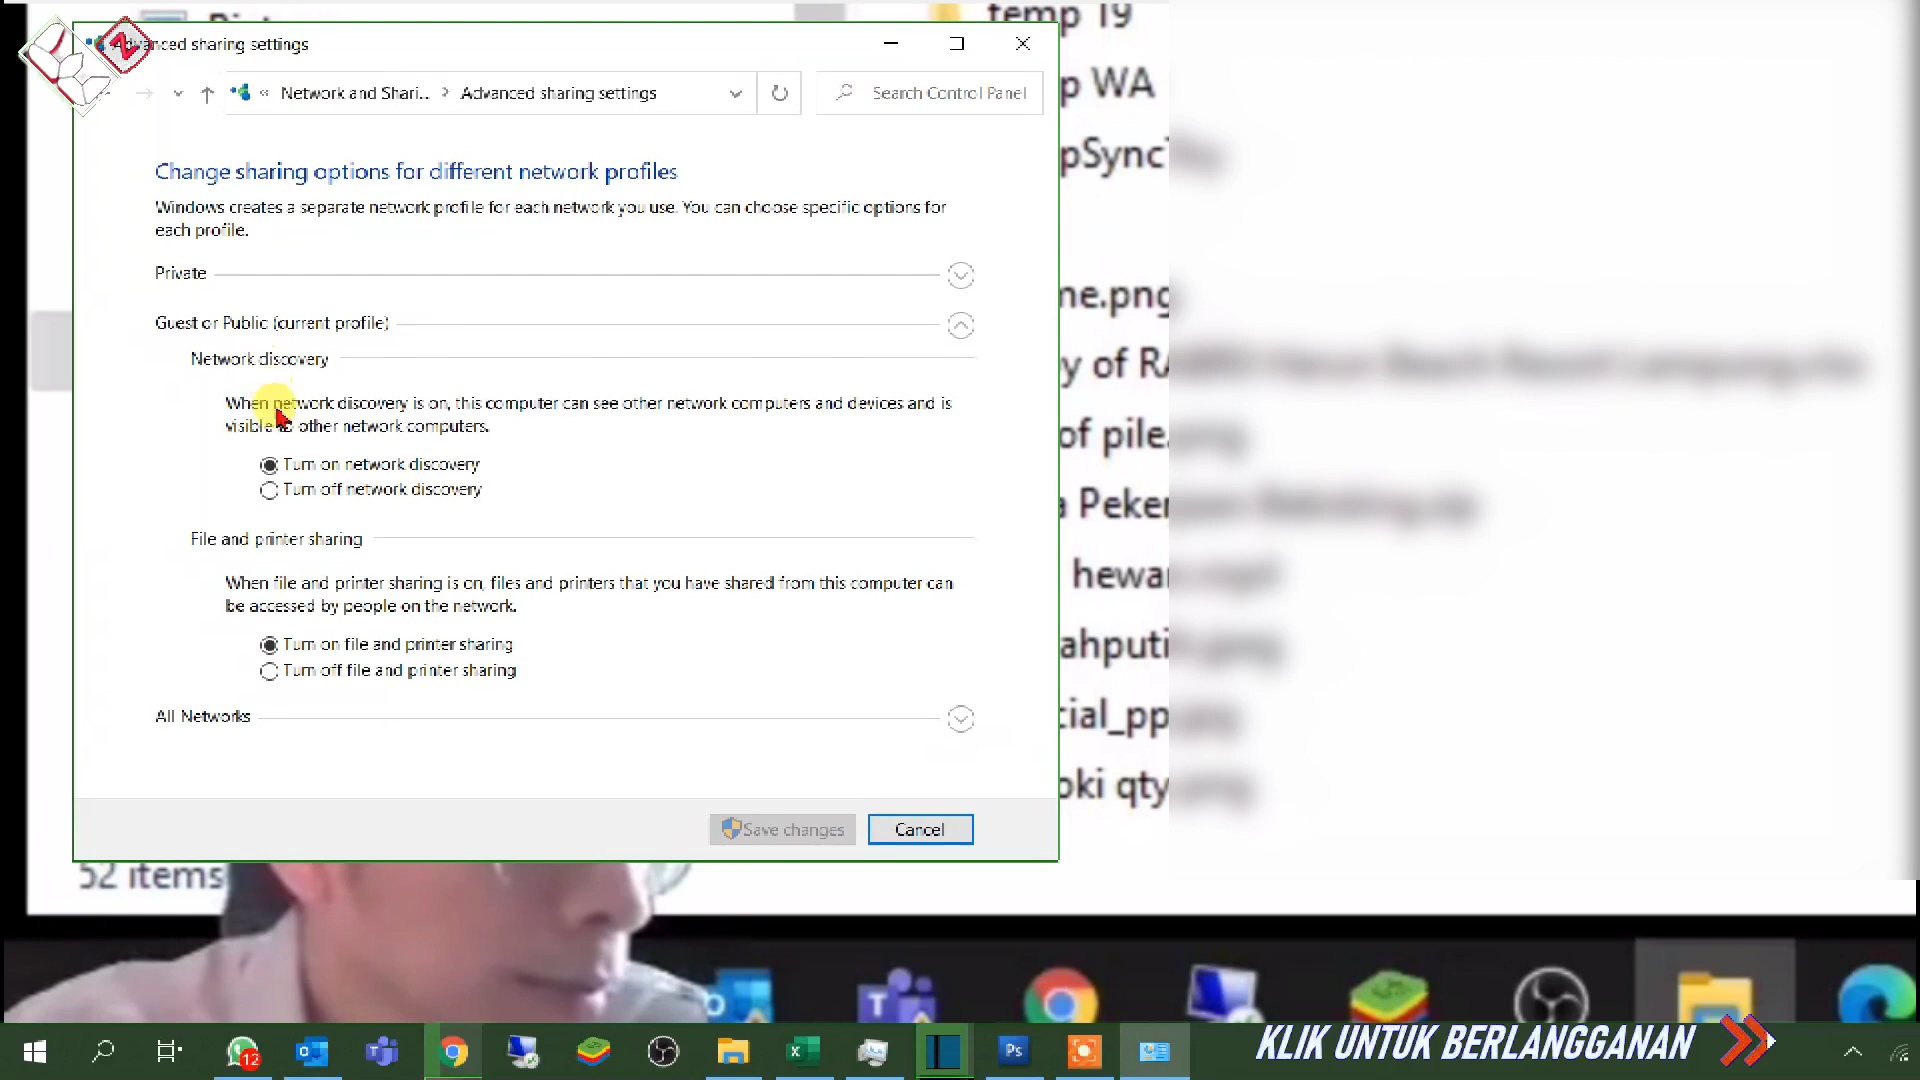 Advanced sharing settings
Network and Shari..
Advanced sharing settings
Search Control Panel
Change sharing options for different network profiles
Windows creates a separate network profile for each network you use. You can choose specific options for
each profile.
Private
Guest or Public (current profile)
Network discovery
When network discovery is on, this computer can see other network computers and devices and is
visible to other network computers.
Turn on network discovery
Turn off network discovery
File and printer sharing
When file and printer sharing is on, files and printers that you have shared from this computer can
be accessed by people on the network.
Turn on file and printer sharing
Turn off file and printer sharing
All Networks
Save changes
Cancel
temp 19
p WA
pSync
me.png
y of
of pile.png
Peker
hewa
ahputi
cial_pp
oki qty.png
52 items
12
Ps
KLIK UNTUK BERLANGGANAN